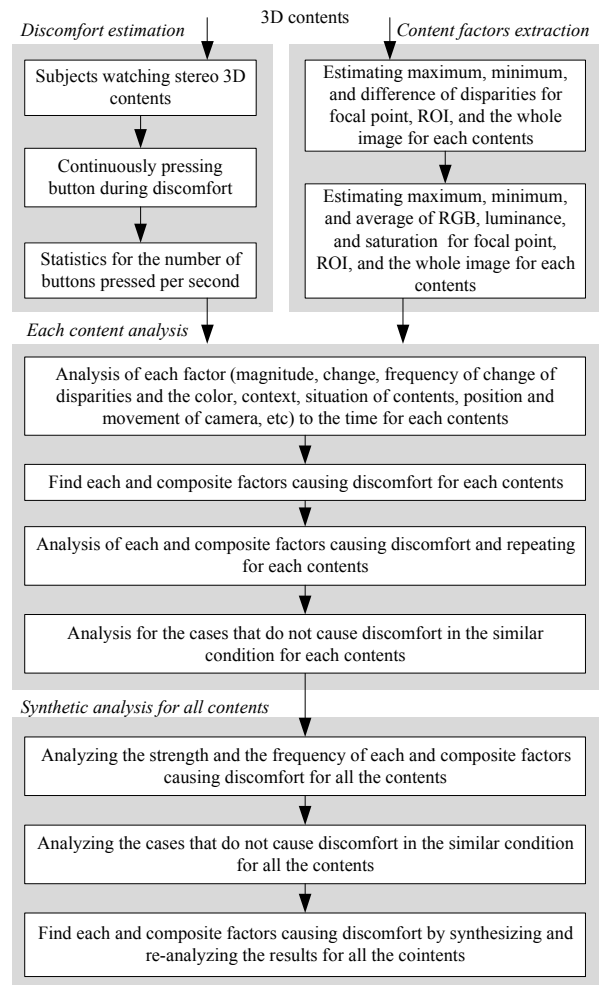 3D contents
Discomfort estimation
Subjects watching stereo 3D
contents
Continuously pressing
button during discomfort
Statistics for the number of
buttons pressed per second
Content factors extraction
Estimating maximum, minimum,
and difference of disparities for
focal point, ROI, and the whole
image for each contents
Estimating maximum, minimum,
and average of RGB, luminance,
and saturation for focal point,
ROI, and the whole image for each
contents
Each content analysis
Analysis of each factor (magnitude, change, frequency of change of
disparities and the color, context, situation of contents, position and
movement of camera, etc) to the time for each contents
Find each and composite factors causing discomfort for each contents
Analysis of each and composite factors causing discomfort and repeating
for each contents
Analysis for the cases that do not cause discomfort in the similar
condition for each contents
Synthetic analysis for all contents
Analyzing the strength and the frequency of each and composite factors
causing discomfort for all the contents
Analyzing the cases that do not cause discomfort in the similar condition
for all the contents
Find each and composite factors causing discomfort by synthesizing and
re-analyzing the results for all the cointents